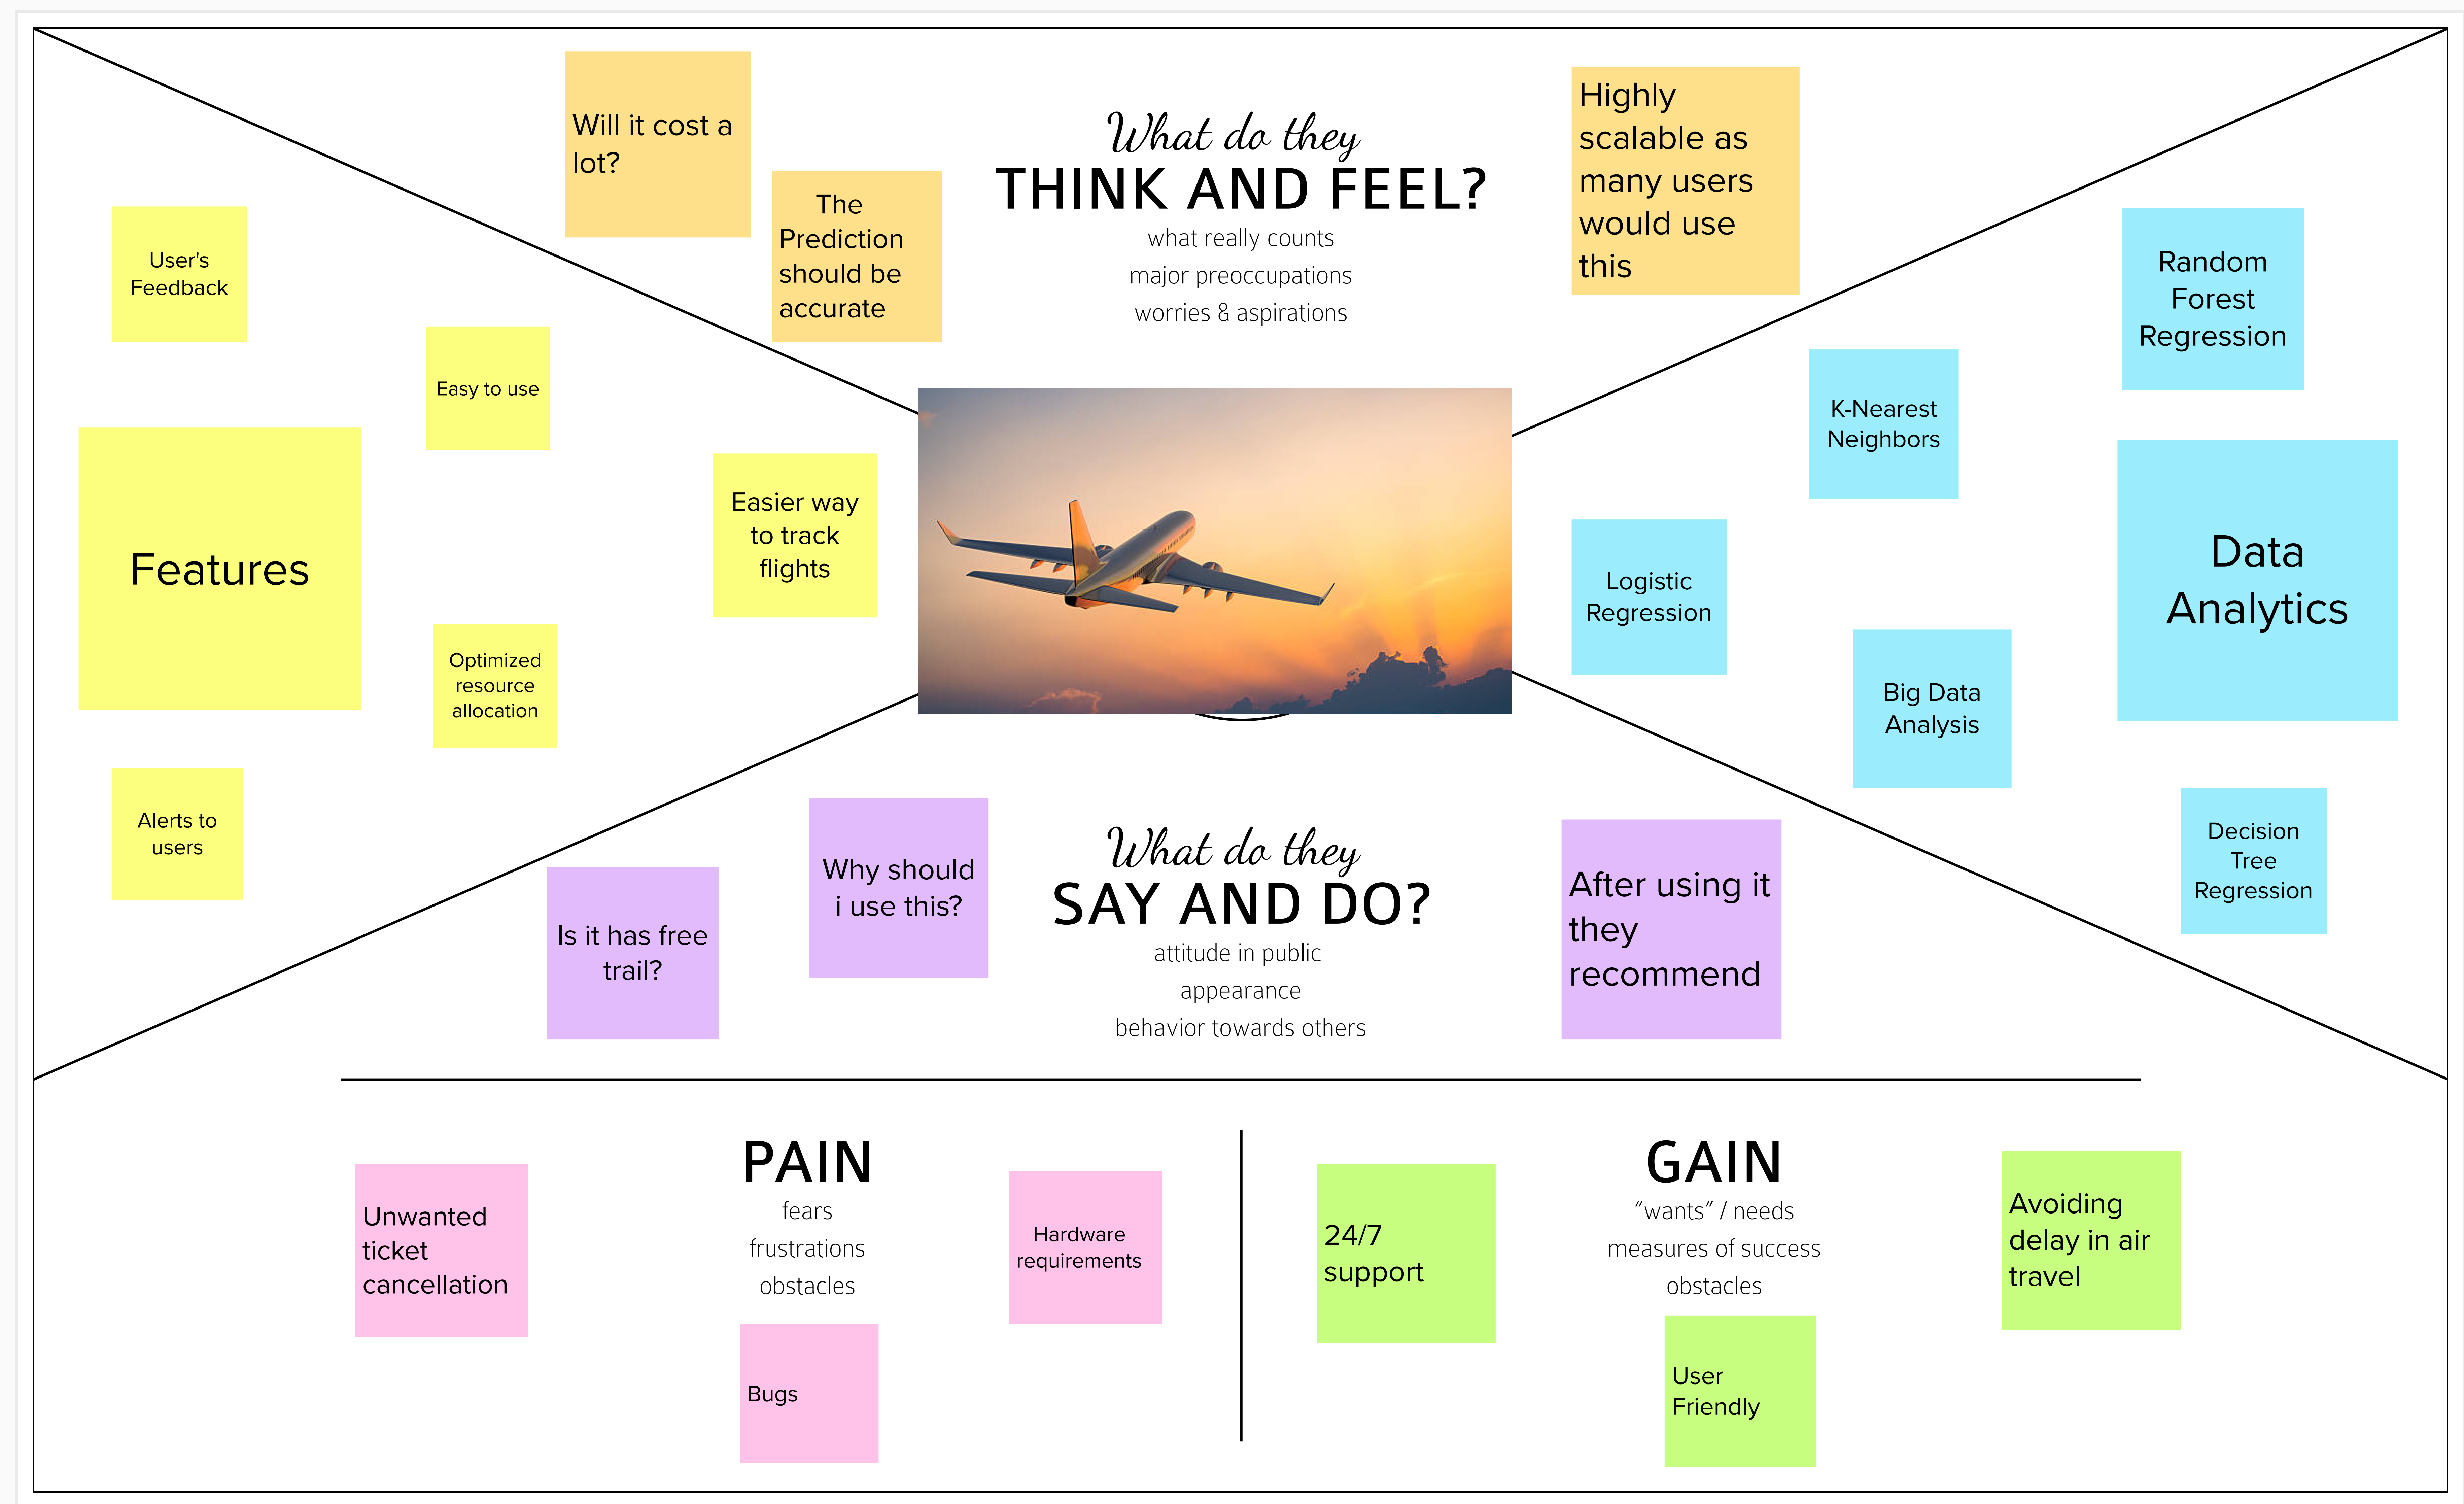 Will it cost a
lot?
The
Prediction
should be
accurate
What do they
THINK AND FEEL?
what really counts
major preoccupations
worries & aspirations
Highly
scalable as
many users
would use
this
User's
Feedback
Easy to use
Features
Easier way
to track
flights
Optimized
resource
allocation
Alerts to
users
Random
Forest
Regression
K-Nearest
Neighbors
Logistic
Regression
Data
Analytics
Big Data
Analysis
Decision
Tree
Regression
Is it has free
trail?
Why should
i use this?
What do they
SAY AND DO?
attitude in public
appearance
behavior towards others
After using it
they
recommend
PAIN
fears
frustrations
obstacles
Unwanted
ticket
cancellation
Hardware
requirements
Bugs
GAIN
“wants” / needs
measures of success
obstacles
24/7
support
Avoiding
delay in air
travel
User
Friendly